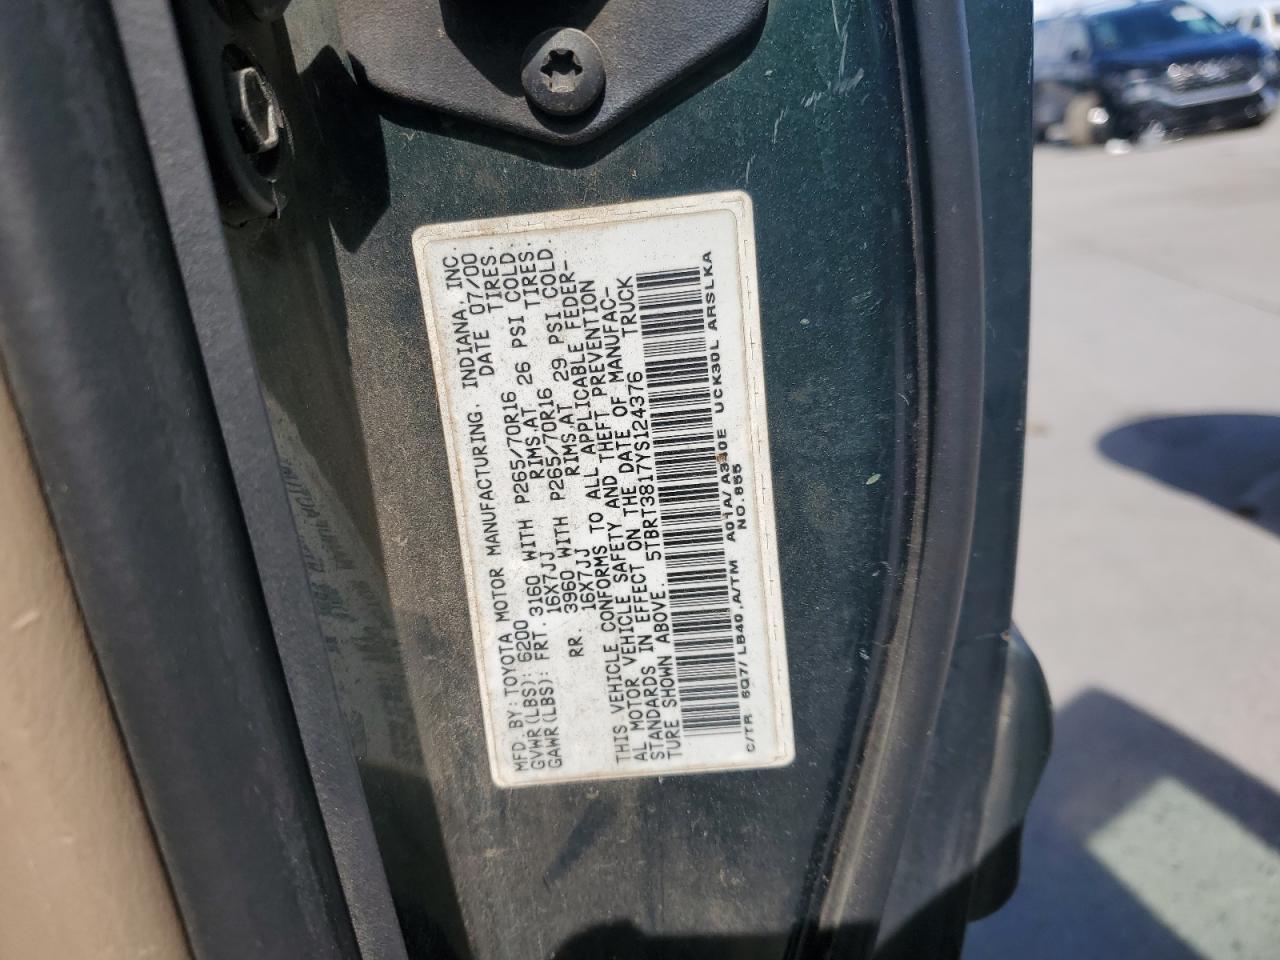 MFD BY: TOYOTA MOTOR MANUFACTURING, INDIANA, INC.
GVWR(LBS): 6200 DATE 07/00
GAWR(LBS): FRT. 3160 WITH P265/70R16 TIRES,
16X7JJ RIMS,AT 26 PSI COLD.
RR. 3960 WITH P265/70R16 TIRES,
16X7JJ RIMS,AT 29 PSI COLD.
THIS VEHICLE CONFORMS TO ALL APPLICABLE FEDER-
AL MOTOR VEHICLE SAFETY AND THEFT PREVENTION
STANDARDS IN EFFECT ON THE DATE OF MANUFAC-
TURE SHOWN ABOVE. 5TBRT3817YS124376 TRUCK
C/TR 6Q7/LB40 ,A/TM A01A/A340E UCK30L ARSLKA
NO.855